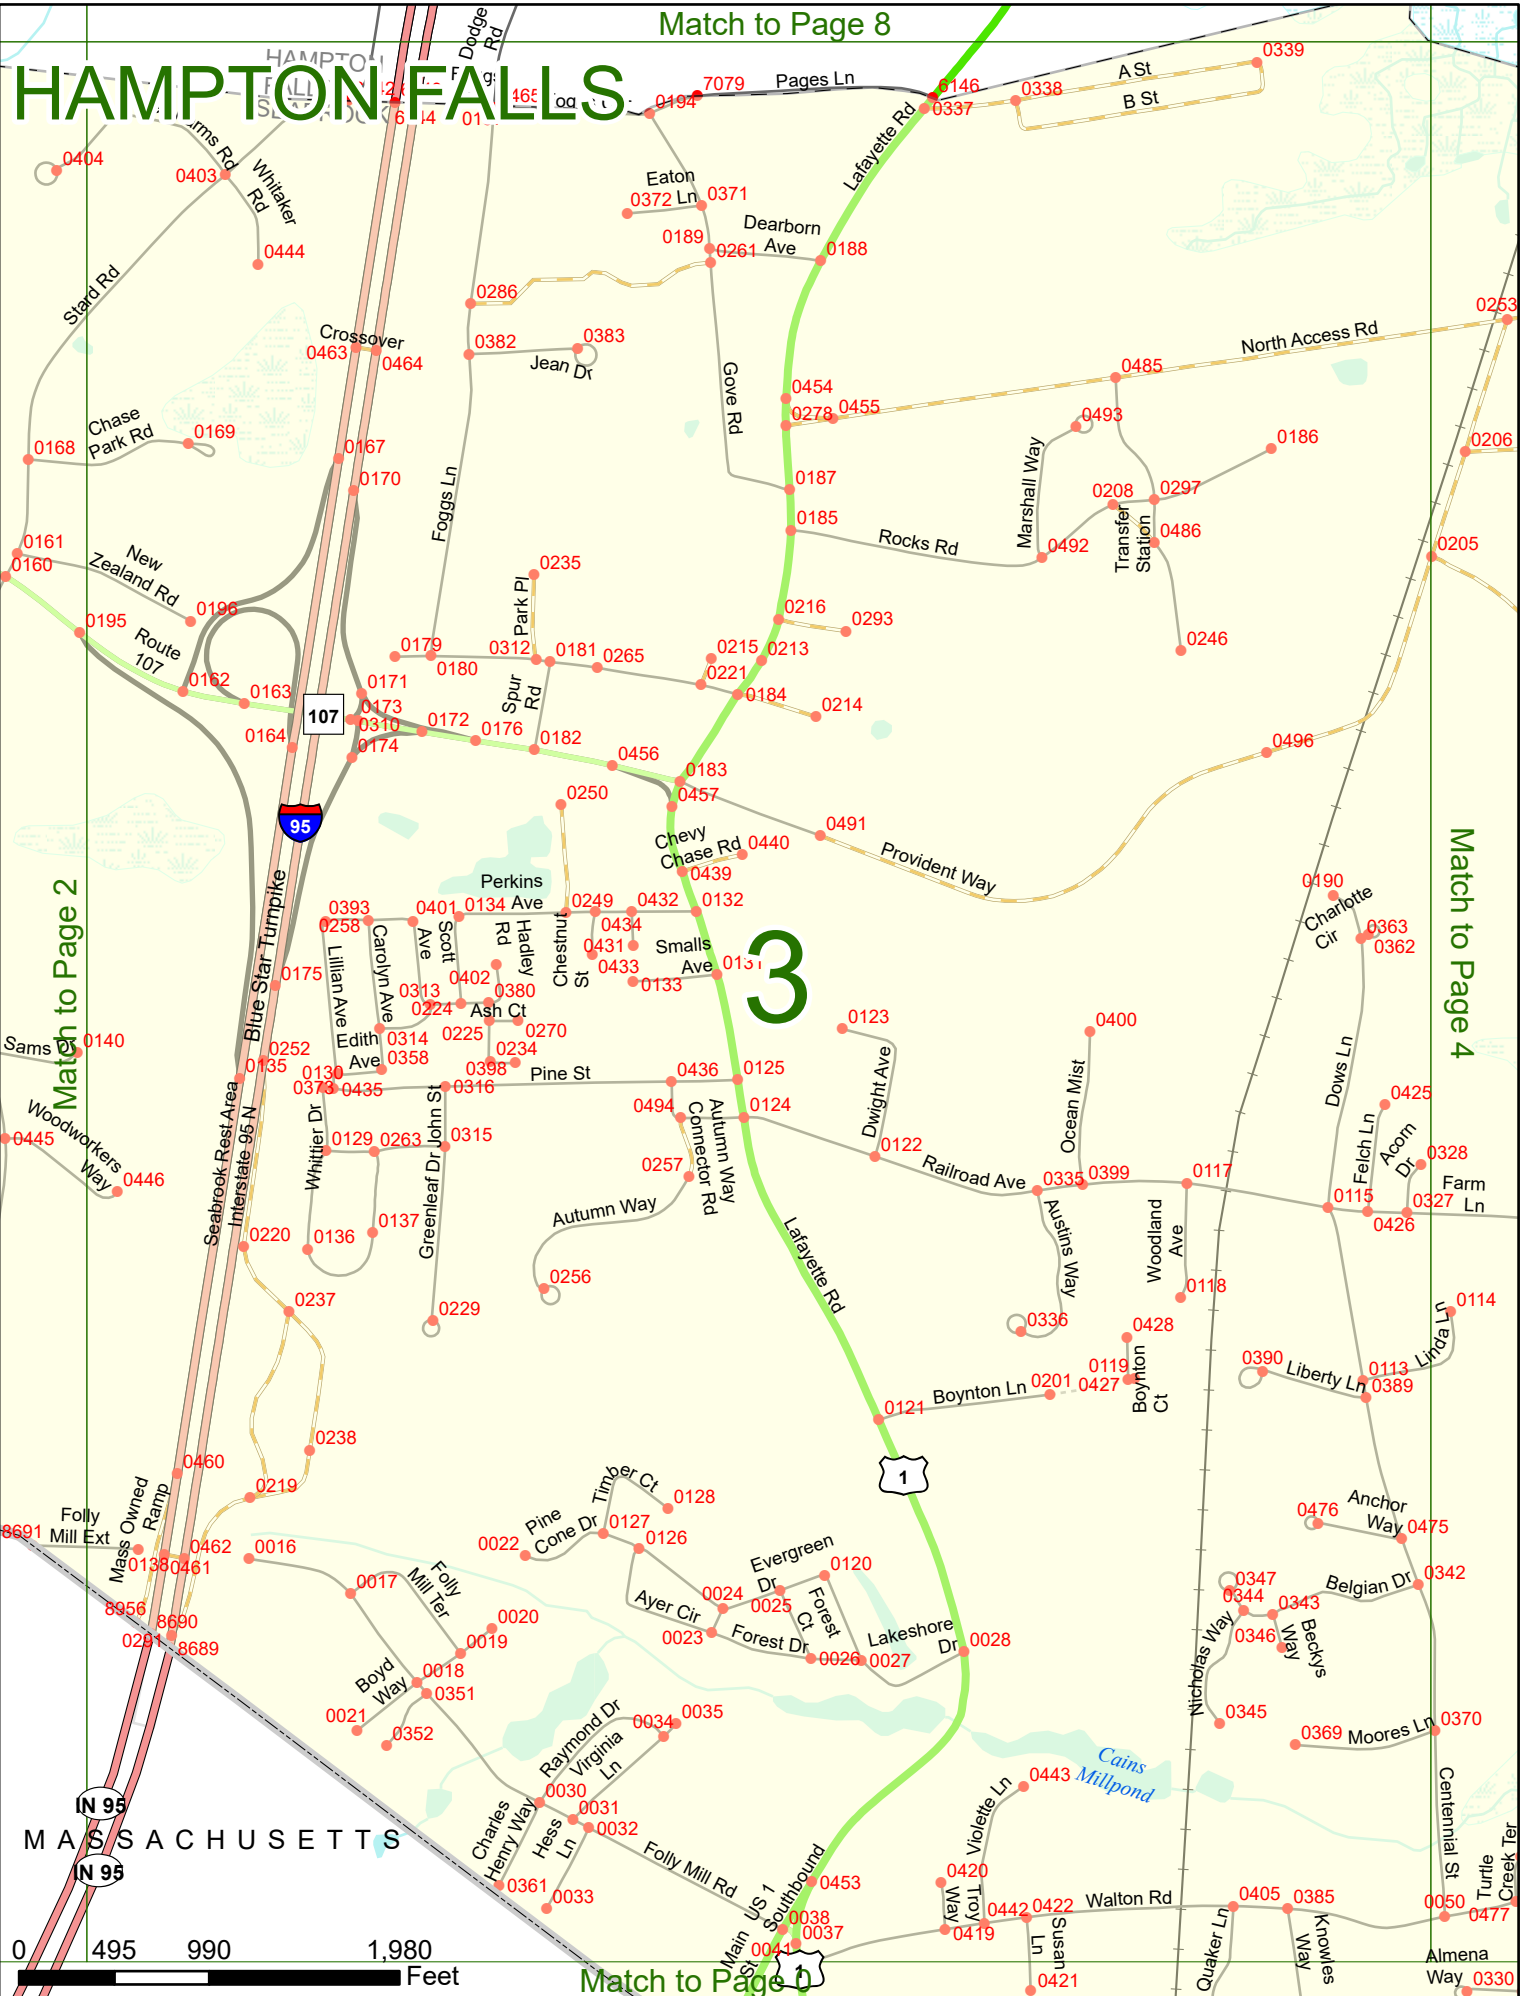 Match to Page 8
HAMPTON FALLS
Dodge
Rd
0339
A St
B St
0338
6146
0337
7079
Pages Ln
0194
Lafayette Rd
0404
0403
Whitaker
Rd
0444
Stard Rd
Eaton
Ln
0371
0372
Dearborn
Ave
0189
0261
0188
0286
0253
Crossover
0463
0464
0382
0383
Jean Dr
North Access Rd
0485
Gove Rd
0454
0278
0455
0493
0186
0206
Chase
Park Rd
0168
0169
0167
0170
Foggs Ln
0187
0185
Marshall Way
0208
0297
Transfer
Station
0486
Rocks Rd
0492
0205
0161
0160
New
Zealand Rd
0196
0195
Route
107
0235
Park Pl
0216
0293
0246
0179
0180
0312
0181
0265
0215
0221
0213
0184
0214
0162
0163
0171
0173
0310
107
Spur
Rd
0172
0176
0182
0164
0174
0456
0183
0496
0457
0250
95
Chevy
Chase Rd
0440
0439
0491
Provident Way
Match to Page 2
Match to Page 4
Blue Star Turnpike
Perkins
Ave
0190
Charlotte
Cir
0363
0362
0393
0258
0401
0134
0249
0432
0132
0434
0431
0433
Smalls
Ave
0131
0133
3
Lillian Ave
Carolyn Ave
Ave
Scott
Hadley
Rd
Chestnut
St
0402
0313
0224
0380
Ash Ct
0225
0270
0175
Edith
Ave
0314
0358
0398
0234
0123
0400
Dwight Ave
Ocean Mist
Dows Ln
Sams Dr
0140
0252
0135
0130
0373
0435
0316
Pine St
0436
0125
0494
0124
Autumn Way
Connector Rd
0425
Felch Ln
Acorn
Dr
0328
Woodworkers
Way
0445
0446
Seabrook Rest Area
Interstate 95 N
Whittier Dr
0129
0263
John St
0315
Greenleaf Dr
0257
0122
Railroad Ave
0335
0399
0117
0115
0426
0327
Farm
Ln
0220
0136
0137
Autumn Way
0256
Austins Way
Woodland
Ave
0118
Lafayette Rd
0237
0229
0336
0428
0114
Linda Ln
0119
0427
Boynton
Ct
0201
Boynton Ln
0121
0390
Liberty Ln
0113
0389
0238
0460
0219
1
Timber Ct
0128
Pine
Cone Dr
0127
0126
0022
Anchor
Way
0476
0475
Folly
Mill Ext
8691
Mass Owned
Ramp
0138
0461
0462
0016
0017
Folly
Mill Ter
Evergreen
Dr
0120
0024
0025
Forest
Ct
Ayer Cir
0023
Forest Dr
0026
0027
Lakeshore
Dr
0028
0347
0344
0343
Belgian Dr
0342
Beckys
Way
0346
Nicholas Way
0345
8956
8690
0291
8689
0020
0019
0018
Boyd
Way
0351
0021
0352
0035
0034
Raymond Dr
Virginia
Ln
0369
Moores Ln
0370
Cains
Millpond
0443
Violette Ln
Centennial St
IN 95
IN 95
MASSACHUSETTS
0030
0031
0032
Charles
Henry Way
Hess
Ln
0361
0033
Folly Mill Rd
0453
Main US 1
St Southbound
0038
0037
0041
1
0420
Troy
Way
0442
0419
0422
Susan
Ln
0421
Walton Rd
0405
0385
Quaker Ln
Knowles
Way
0050
0477
Turtle
Creek Ter
Almena
Way
0330
0 495 990 1,980
Feet
Match to Page 0